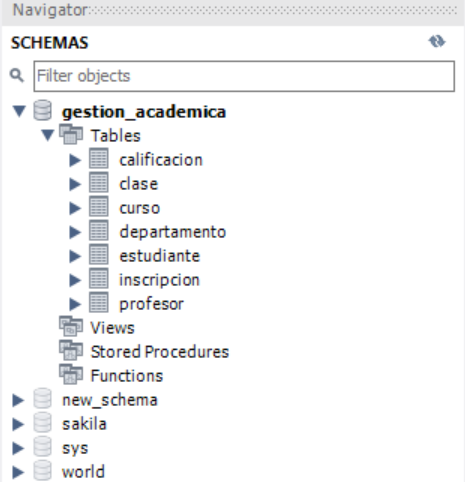 Navigator
SCHEMAS
Filter objects
gestion_academica
Tables
calificacion
clase
curso
departamento
estudiante
inscripcion
profesor
Views
Stored Procedures
Functions
new_schema
sakila
sys
world